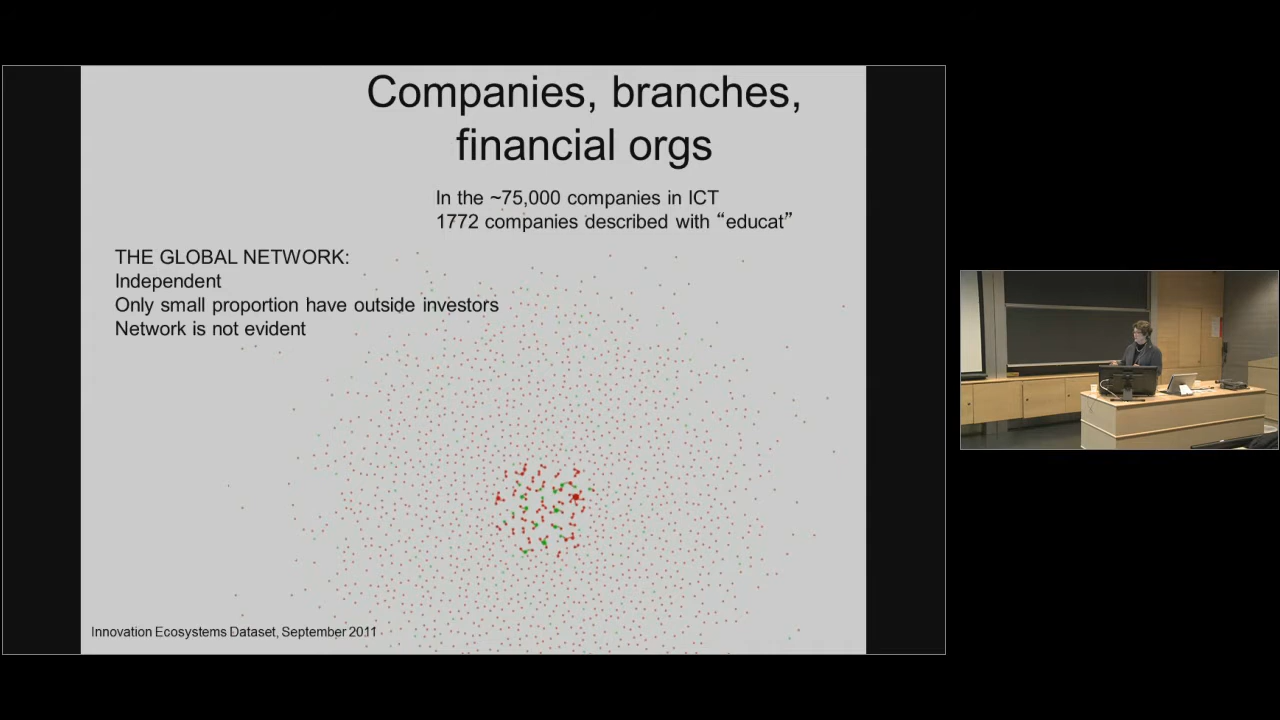 Companies, branches,
financial orgs
In the ~75,000 companies in ICT
1772 companies described with “educat”
THE GLOBAL NETWORK:
Independent
Only small proportion have outside investors
Network is not evident
Innovation Ecosystems Dataset, September 2011